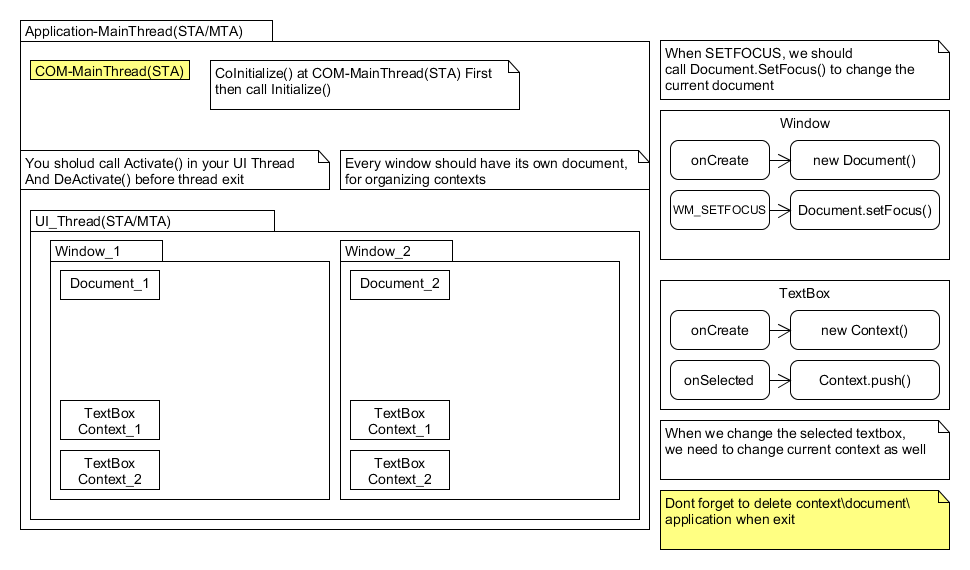 Application-MainThread(STA/MTA)
COM-MainThread(STA)
CoInitialize() at COM-MainThread(STA) First
then call Initialize()
You sholud call Activate() in your UI Thread
And DeActivate() before thread exit
Every window should have its own document,
for organizing contexts
UI_Thread(STA/MTA)
Window_1
Document_1
TextBox
Context_1
TextBox
Context_2
Window_2
Document_2
TextBox
Context_1
TextBox
Context_2
When SETFOCUS, we should
call Document.SetFocus() to change the
current document
Window
onCreate
new Document()
WM_SETFOCUS
Document.setFocus()
TextBox
onCreate
new Context()
onSelected
Context.push()
When we change the selected textbox,
we need to change current context as well
Dont forget to delete context\document\
application when exit